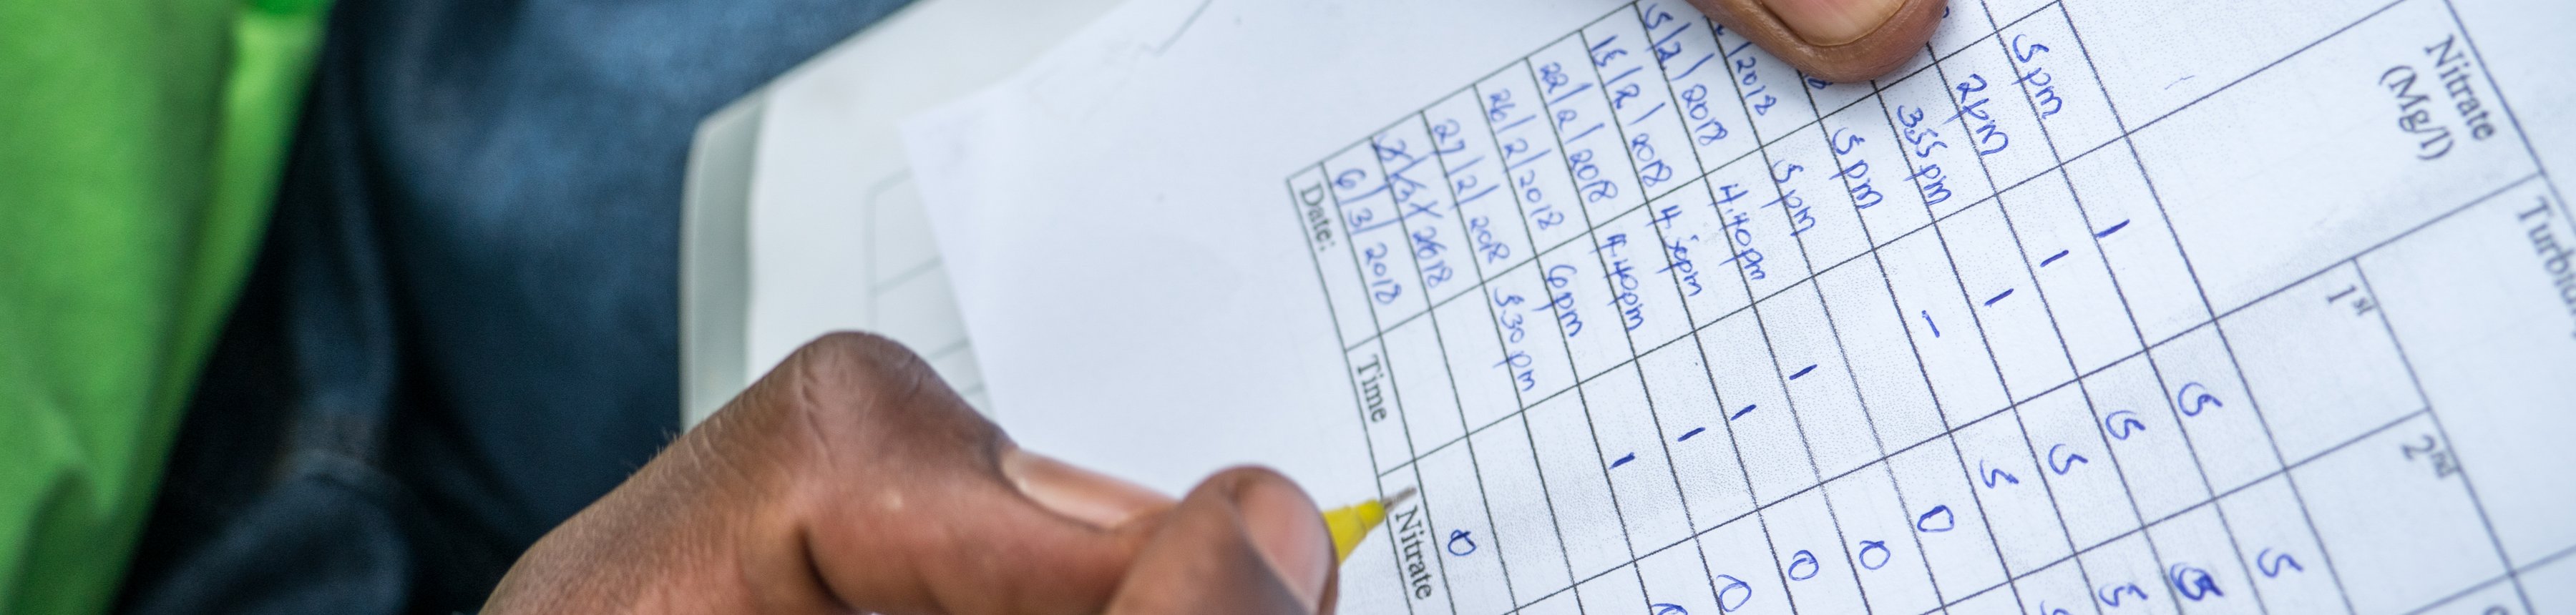 Nitrate (Mg/l) 1st 2nd
5pm - 5 5
2pm - 5 5
3.55pm - 5 5
5pm - 5
/2018 5pm 0
5/2/2018 4.40pm - 0
15/2/2018 - 0
22/2/2018 4.40pm - 0
26/2/2018 6pm -
27/2/2018 5.30pm
6/3/2018 0
Date: Time Nitrate